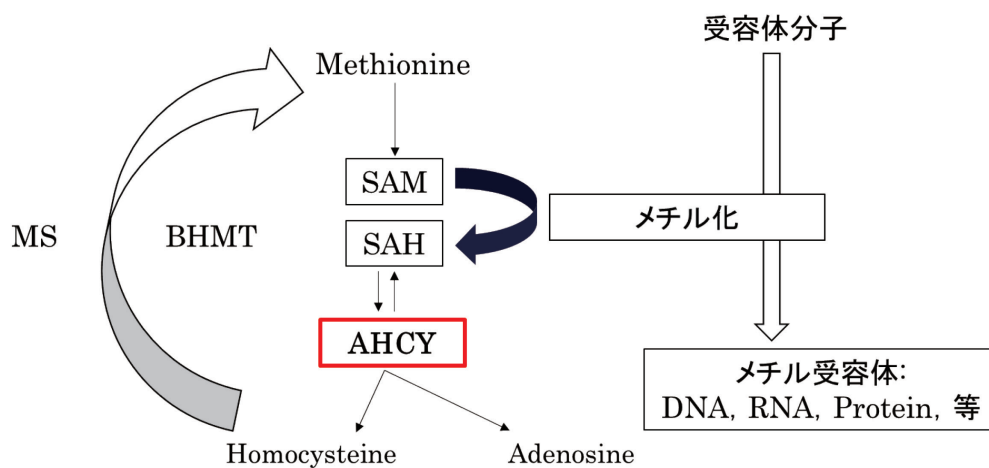 受容体分子
Methionine
SAM
メチル化
MS
BHMT
SAH
AHCY
メチル受容体:
DNA, RNA, Protein, 等
Homocysteine
Adenosine